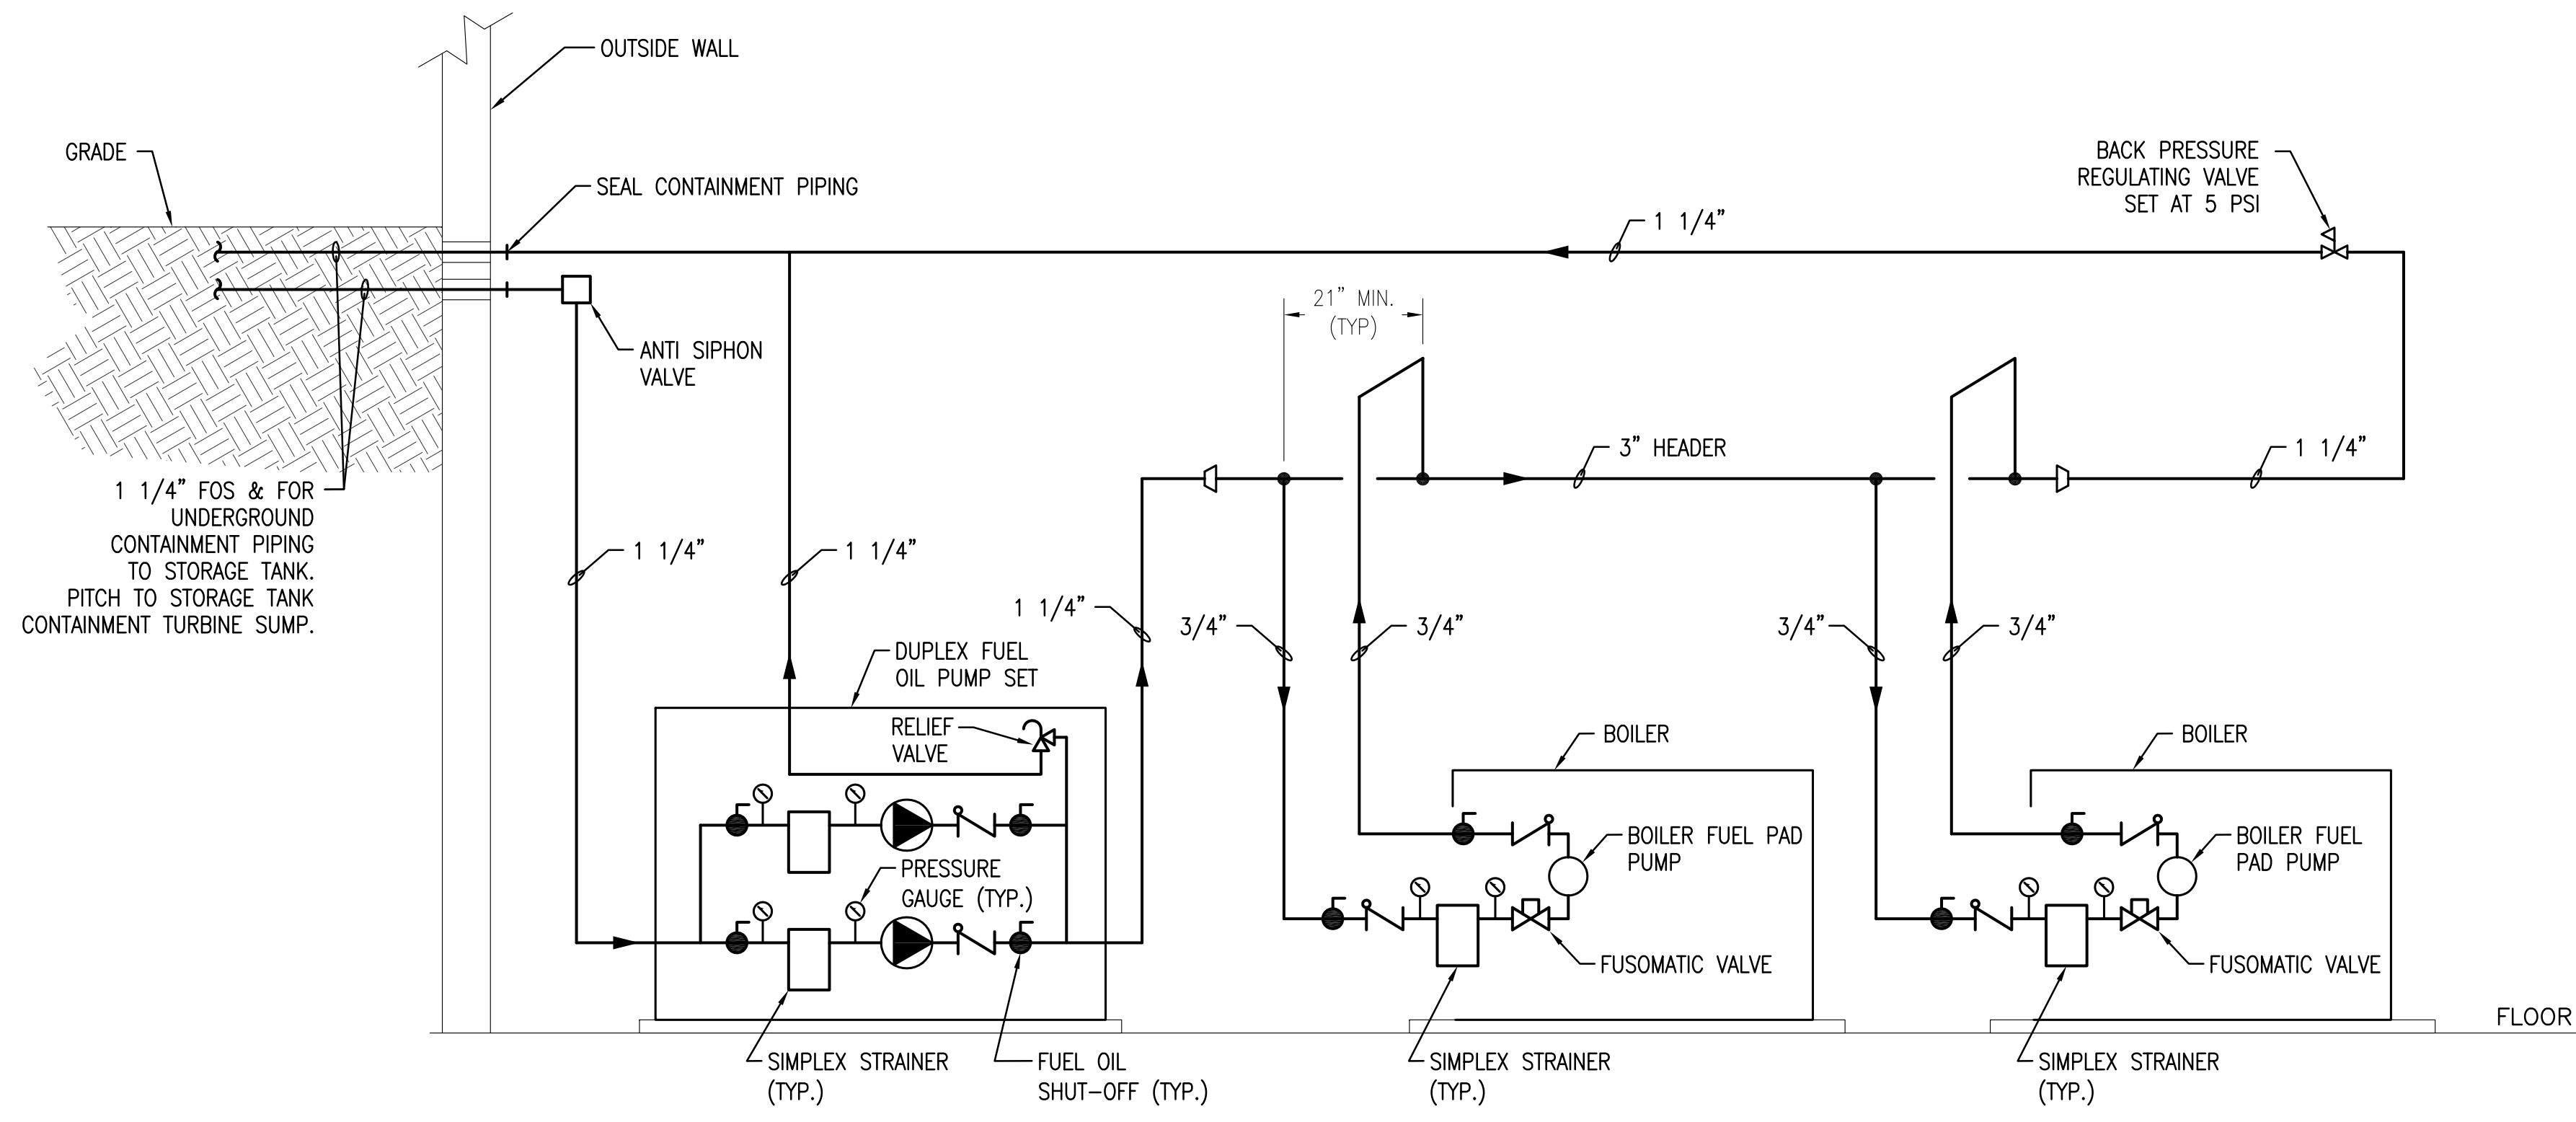 OUTSIDE WALL
GRADE
SEAL CONTAINMENT PIPING
BACK PRESSURE
REGULATING VALVE
SET AT 5 PSI
1 1/4"
21" MIN.
(TYP)
ANTI SIPHON
VALVE
3" HEADER
1 1/4"
1 1/4" FOS & FOR
UNDERGROUND
CONTAINMENT PIPING
TO STORAGE TANK.
PITCH TO STORAGE TANK
CONTAINMENT TURBINE SUMP.
1 1/4"
1 1/4"
1 1/4"
3/4"
3/4"
3/4"
3/4"
DUPLEX FUEL
OIL PUMP SET
RELIEF
VALVE
BOILER
BOILER
PRESSURE
GAUGE (TYP.)
BOILER FUEL PAD
PUMP
BOILER FUEL
PAD PUMP
FUSOMATIC VALVE
FUSOMATIC VALVE
FLOOR
SIMPLEX STRAINER
(TYP.)
FUEL OIL
SHUT-OFF (TYP.)
SIMPLEX STRAINER
(TYP.)
SIMPLEX STRAINER
(TYP.)